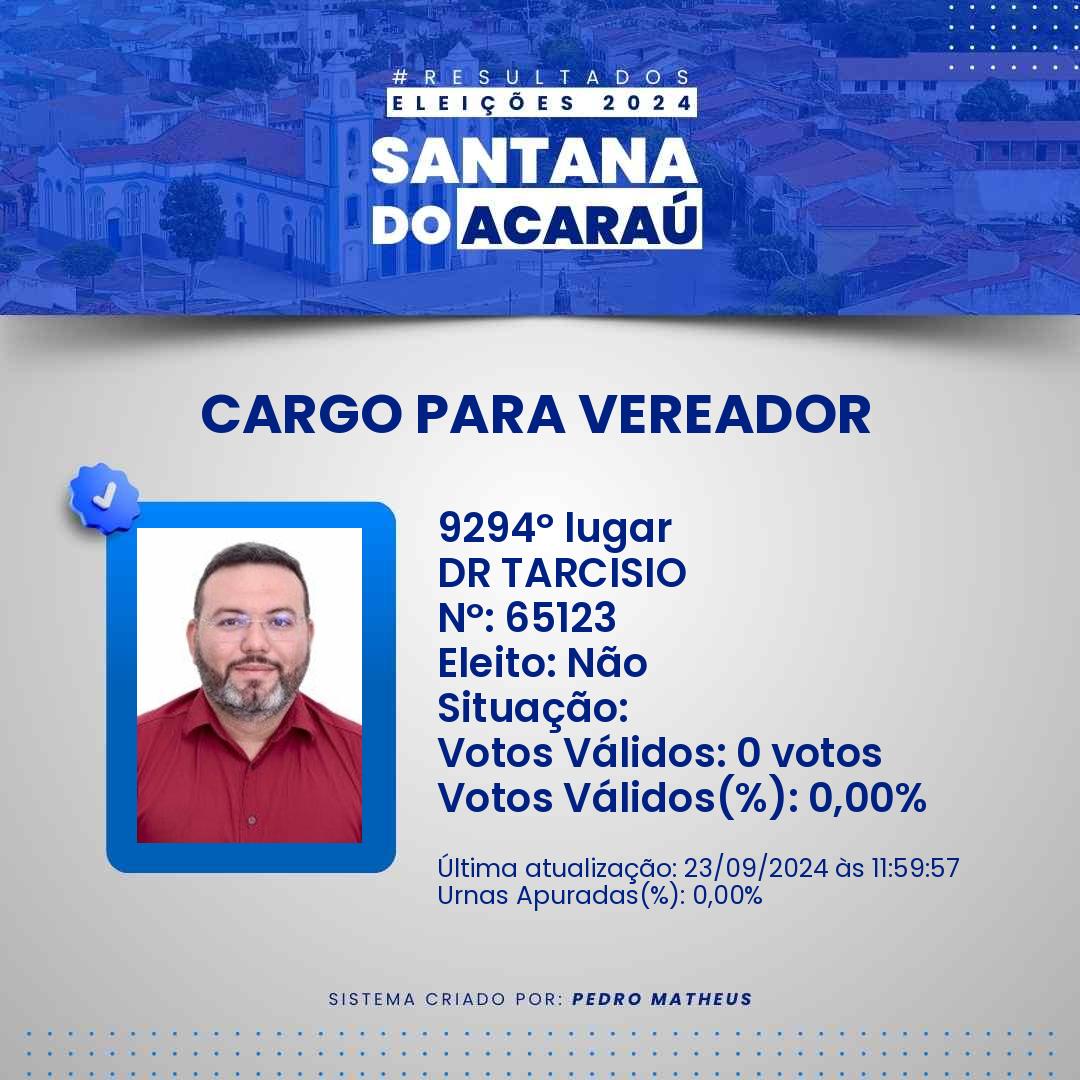 #RESULTADOS
ELEIÇÕES 2024
SANTANA
DO ACARAÚ
CARGO PARA VEREADOR
9294º lugar
DR TARCISIO
Nº: 65123
Eleito: Não
Situação:
Votos Válidos: 0 votos
Votos Válidos(%): 0,00%
Última atualização: 23/09/2024 às 11:59:57
Urnas Apuradas(%): 0,00%
SISTEMA CRIADO POR: PEDRO MATHEUS